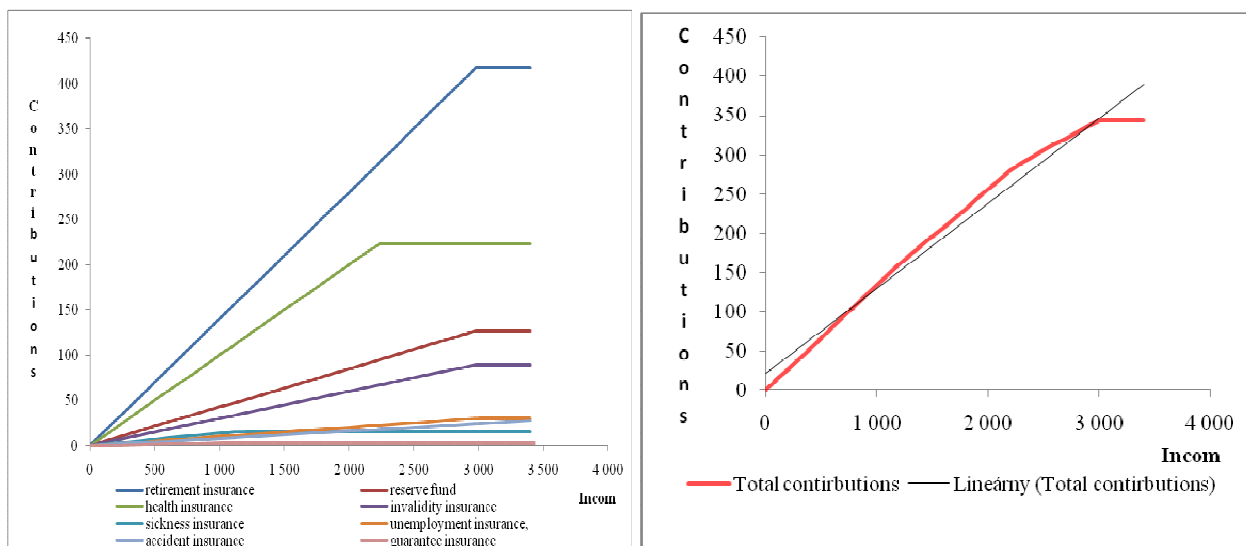 450
400
350
300
250
200
150
100
50
0
Contributions
0 500 1 000 1 500 2 000 2 500 3 000 3 500 4 000
Incom
retirement insurance reserve fund
health insurance invalidity insurance
sickness insurance unemployment insurance,
accident insurance guarantee insurance
450
400
350
300
250
200
150
100
50
0
Contributions
0 1 000 2 000 3 000 4 000
Incom
Total contirbutions Lineárny (Total contirbutions)